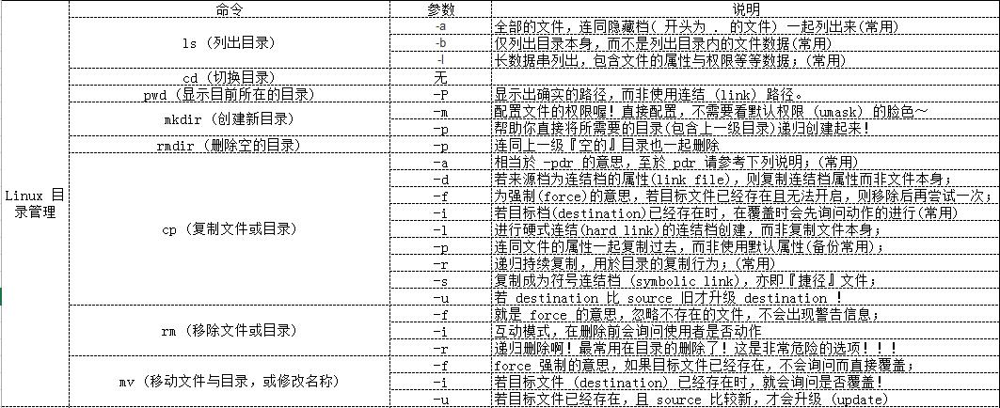 命令 参数 说明
Linux 目录管理
ls (列出目录)
-a 全部的文件，连同隐藏档( 开头为 . 的文件) 一起列出来(常用)
-b 仅列出目录本身，而不是列出目录内的文件数据(常用)
-l 长数据串列出，包含文件的属性与权限等等数据；(常用)
cd (切换目录) 无
pwd (显示目前所在的目录) -P 显示出确实的路径，而非使用连结 (link) 路径。
mkdir (创建新目录)
-m 配置文件的权限喔！直接配置，不需要看默认权限 (umask) 的脸色～
-p 帮助你直接将所需要的目录(包含上一级目录)递归创建起来！
rmdir (删除空的目录) -p 连同上一级『空的』目录也一起删除
cp (复制文件或目录)
-a 相当於 -pdr 的意思，至於 pdr 请参考下列说明；(常用)
-d 若来源档为连结档的属性(link file)，则复制连结档属性而非文件本身；
-f 为强制(force)的意思，若目标文件已经存在且无法开启，则移除后再尝试一次；
-i 若目标档(destination)已经存在时，在覆盖时会先询问动作的进行(常用)
-l 进行硬式连结(hard link)的连结档创建，而非复制文件本身；
-p 连同文件的属性一起复制过去，而非使用默认属性(备份常用)；
-r 递归持续复制，用於目录的复制行为；(常用)
-s 复制成为符号连结档 (symbolic link)，亦即『捷径』文件；
-u 若 destination 比 source 旧才升级 destination ！
rm (移除文件或目录)
-f 就是 force 的意思，忽略不存在的文件，不会出现警告信息；
-i 互动模式，在删除前会询问使用者是否动作
-r 递归删除啊！最常用在目录的删除了！这是非常危险的选项！！！
mv (移动文件与目录，或修改名称)
-f force 强制的意思，如果目标文件已经存在，不会询问而直接覆盖；
-i 若目标文件 (destination) 已经存在时，就会询问是否覆盖！
-u 若目标文件已经存在，且 source 比较新，才会升级 (update)